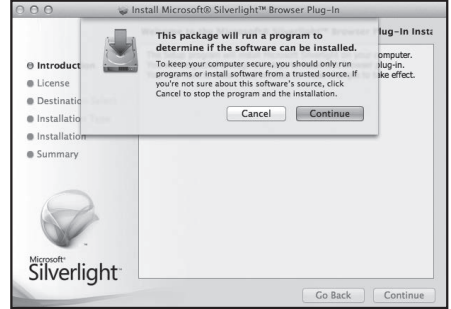 Install Microsoft® Silverlight™ Browser Plug-In
lug-In Insta
This package will run a program to
determine if the software can be installed.
To keep your computer secure, you should only run
programs or install software from a trusted source. If
you're not sure about this software's source, click
Cancel to stop the program and the installation.
Cancel
Continue
omputer.
plug-in.
ake effect.
Introduct
License
Destinatio
Installatio
Installation
Summary
Microsoft®
Silverlight™
Go Back
Continue